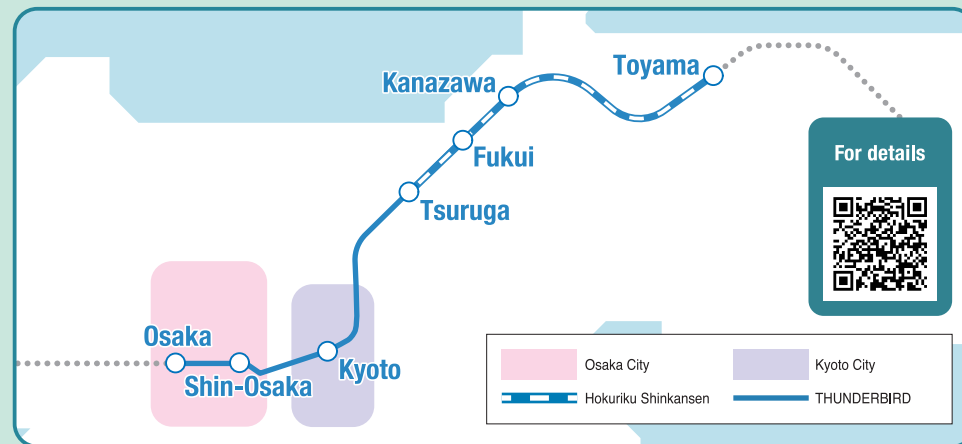 Toyama
Kanazawa
Fukui
For details
Tsuruga
Osaka
Shin-Osaka
Kyoto
Osaka City
Kyoto City
Hokuriku Shinkansen
THUNDERBIRD